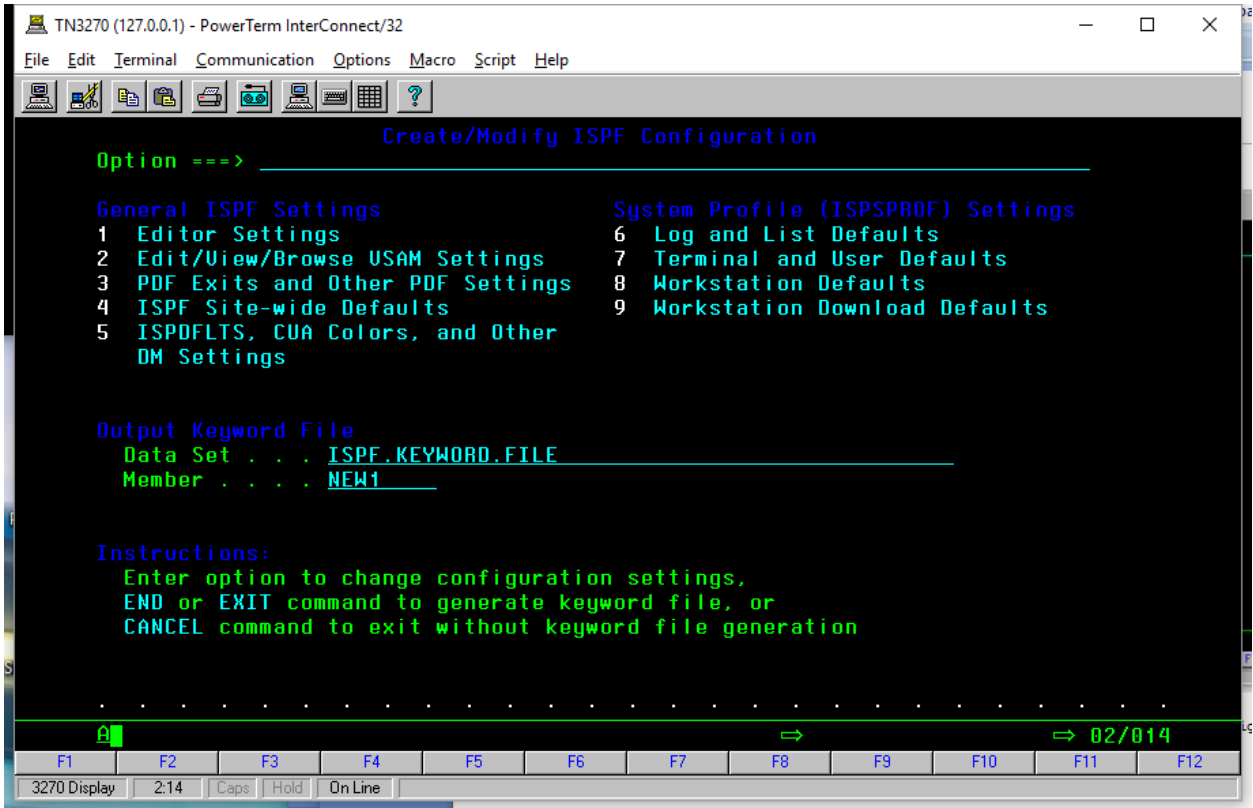 TN3270 (127.0.0.1) - PowerTerm InterConnect/32
File Edit Terminal Communication Options Macro Script Help
Create/Modify ISPF Configuration
Option ===>
General ISPF Settings System Profile (ISPSPROF) Settings
1 Editor Settings 6 Log and List Defaults
2 Edit/View/Browse VSAM Settings 7 Terminal and User Defaults
3 PDF Exits and Other PDF Settings 8 Workstation Defaults
4 ISPF Site-wide Defaults 9 Workstation Download Defaults
5 ISPDFLTS, CUA Colors, and Other
DM Settings
Output Keyword File
Data Set . . . ISPF.KEYWORD.FILE
Member . . . . NEW1
Instructions:
Enter option to change configuration settings,
END or EXIT command to generate keyword file, or
CANCEL command to exit without keyword file generation
. . . . . . . . . . . . . . . . . . . . . . . . . . .
A ⇨ ⇨ 02/014
F1 F2 F3 F4 F5 F6 F7 F8 F9 F10 F11 F12
3270 Display 2:14 Caps Hold On Line